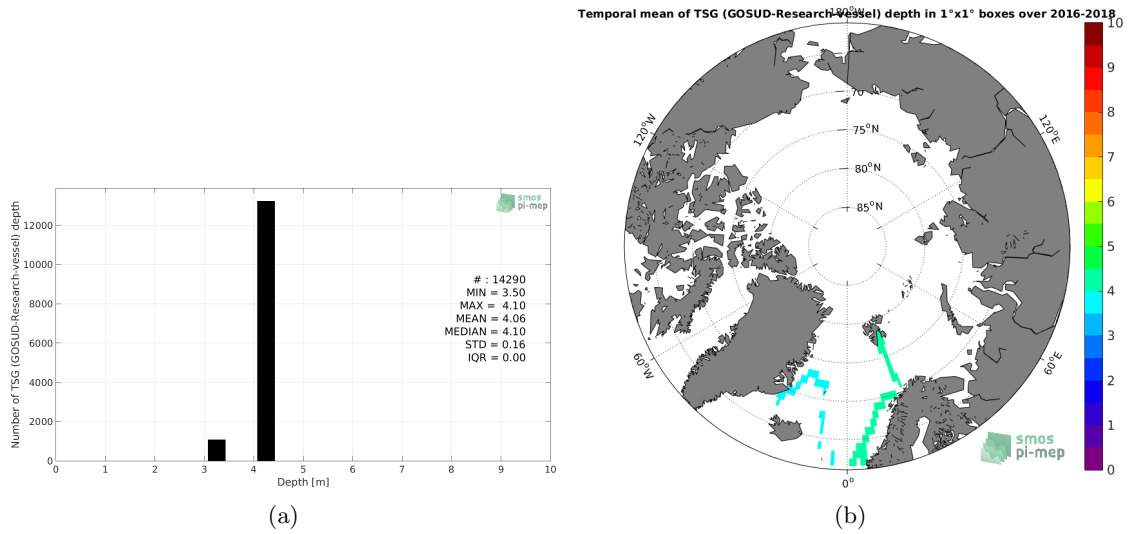 smos
pi-mep
Number of TSG (GOSUD-Research-vessel) depth
12000
10000
8000
6000
4000
2000
0
# : 14290
MIN = 3.50
MAX = 4.10
MEAN = 4.06
MEDIAN = 4.10
STD = 0.16
IQR = 0.00
0 1 2 3 4 5 6 7 8 9 10
Depth [m]
(a)
Temporal mean of TSG (GOSUD-Research-vessel) depth in 1°x1° boxes over 2016-2018
180°W
120°W
120°E
70
75°N
80°N
85°N
60°W
60°E
0°
10
9
8
7
6
5
4
3
2
1
0
smos
pi-mep
(b)